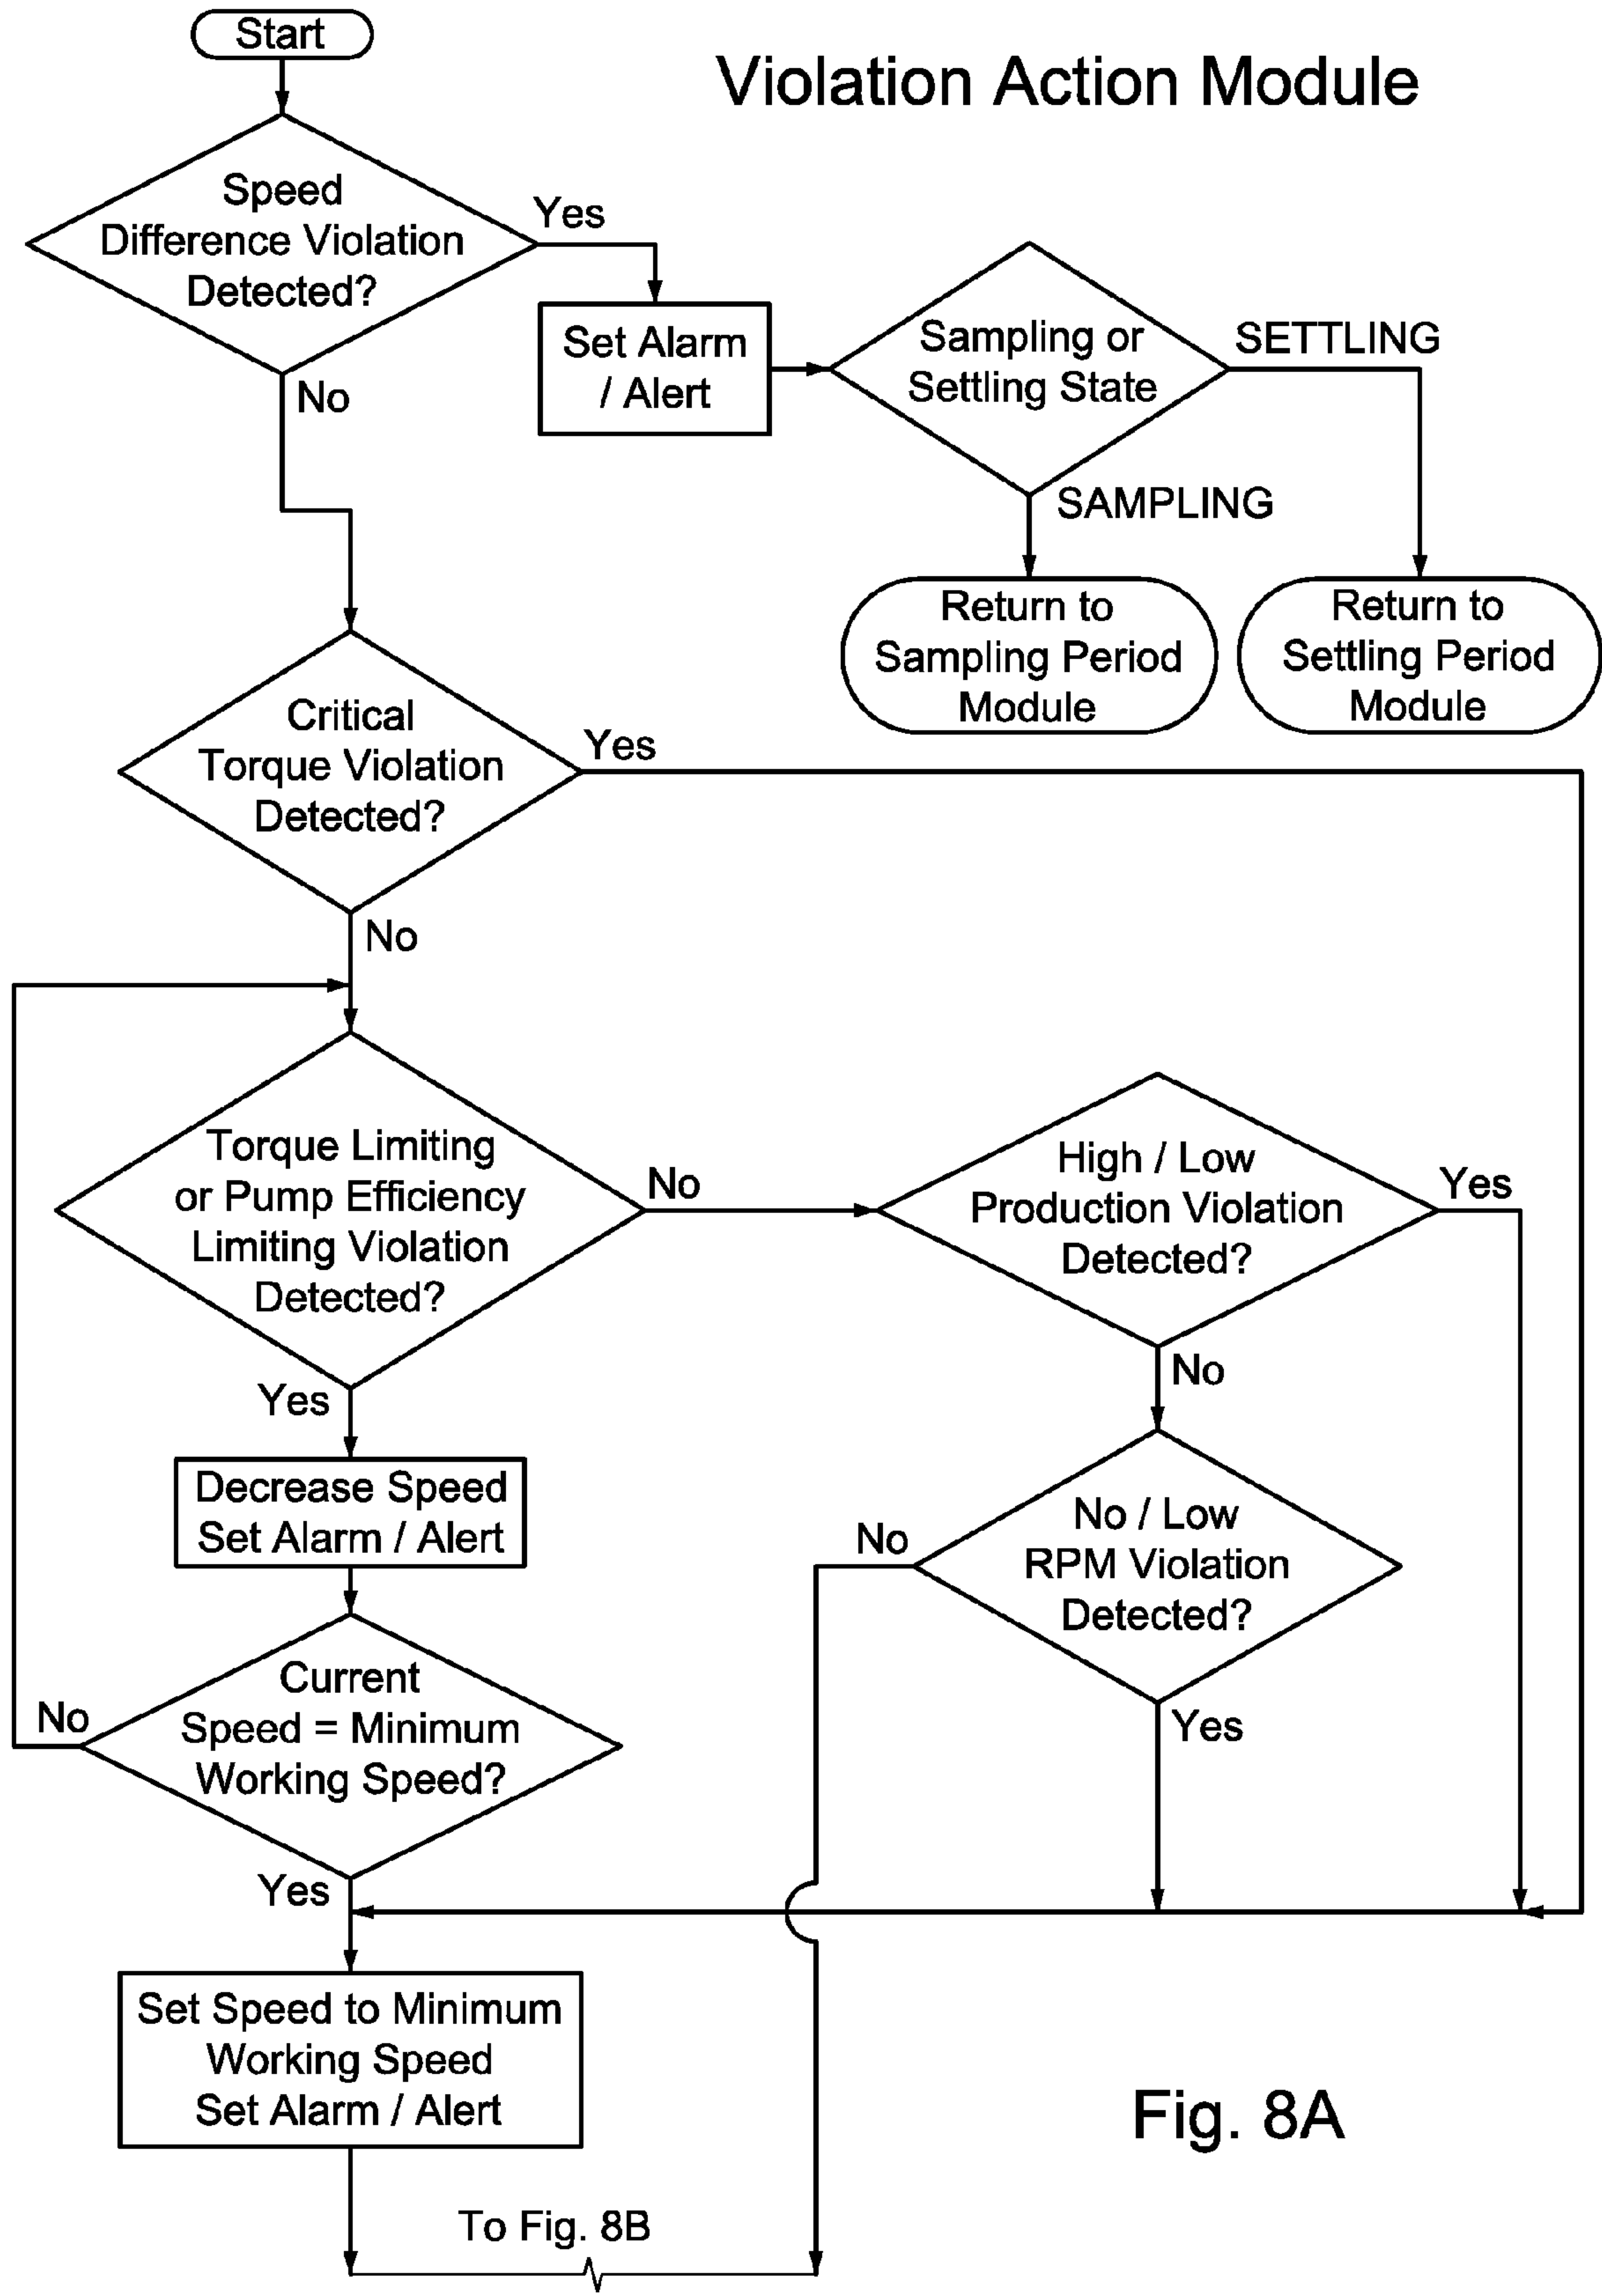 Start
Violation Action Module
Speed
Difference Violation
Detected?
Yes
No
Set Alarm
/ Alert
Sampling or
Settling State
SETTLING
SAMPLING
Return to
Sampling Period
Module
Return to
Settling Period
Module
Critical
Torque Violation
Detected?
Yes
No
Torque Limiting
or Pump Efficiency
Limiting Violation
Detected?
No
Yes
High / Low
Production Violation
Detected?
Yes
No
Decrease Speed
Set Alarm / Alert
No / Low
RPM Violation
Detected?
No
Yes
Current
Speed = Minimum
Working Speed?
No
Yes
Set Speed to Minimum
Working Speed
Set Alarm / Alert
Fig. 8A
To Fig. 8B